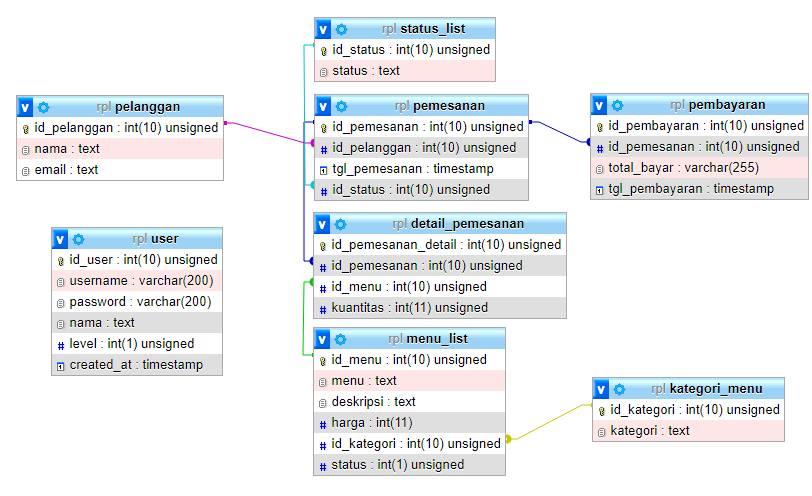 v rpl status_list
id_status : int(10) unsigned
status : text
v rpl pelanggan
id_pelanggan : int(10) unsigned
nama : text
email : text
v rpl pemesanan
id_pemesanan : int(10) unsigned
# id_pelanggan : int(10) unsigned
tgl_pemesanan : timestamp
# id_status : int(10) unsigned
v rpl pembayaran
id_pembayaran : int(10) unsigned
# id_pemesanan : int(10) unsigned
total_bayar : varchar(255)
tgl_pembayaran : timestamp
v rpl user
id_user : int(10) unsigned
username : varchar(200)
password : varchar(200)
nama : text
# level : int(1) unsigned
created_at : timestamp
v rpl detail_pemesanan
id_pemesanan_detail : int(10) unsigned
# id_pemesanan : int(10) unsigned
# id_menu : int(10) unsigned
# kuantitas : int(11) unsigned
v rpl menu_list
id_menu : int(10) unsigned
menu : text
deskripsi : text
# harga : int(11)
# id_kategori : int(10) unsigned
# status : int(1) unsigned
v rpl kategori_menu
id_kategori : int(10) unsigned
kategori : text